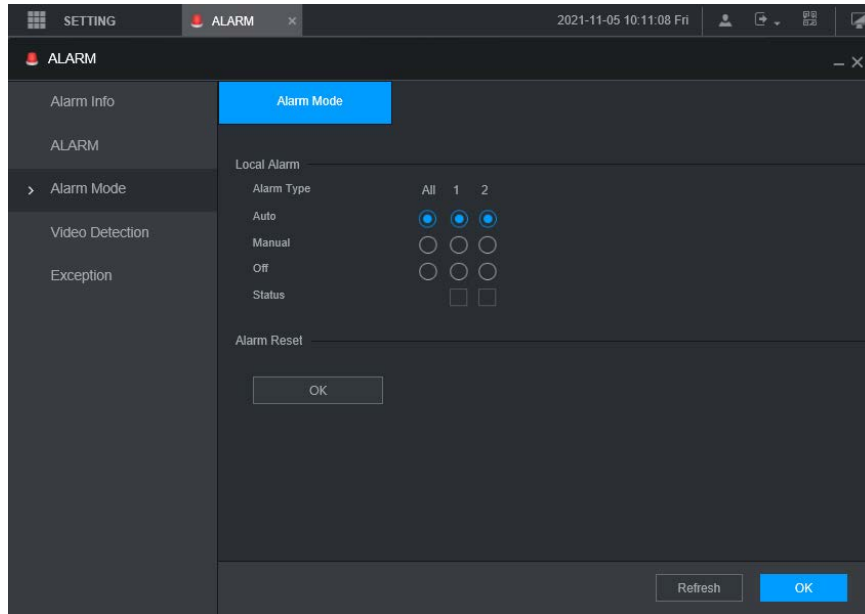 SETTING ALARM × 2021-11-05 10:11:08 Fri
ALARM
Alarm Info
ALARM
Alarm Mode
Video Detection
Exception
Alarm Mode
Local Alarm
Alarm Type All 1 2
Auto
Manual
Off
Status
Alarm Reset
OK
Refresh OK